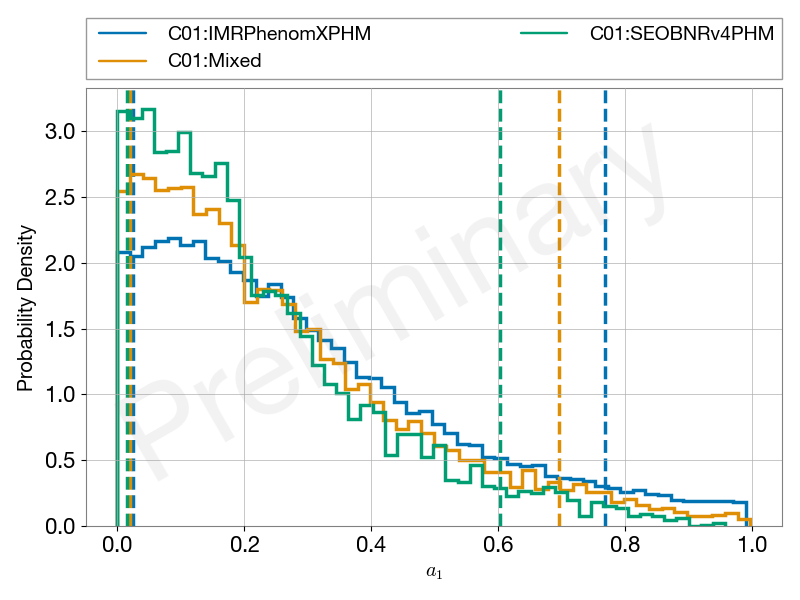 C01:IMRPhenomXPHM
C01:Mixed
C01:SEOBNRv4PHM
Preliminary
Probability Density
3.0
2.5
2.0
1.5
1.0
0.5
0.0
0.0 0.2 0.4 0.6 0.8 1.0
a₁